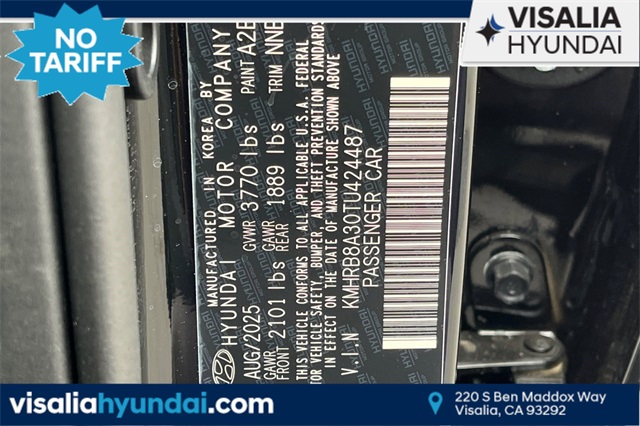 NO
TARIFF
VISALIA
HYUNDAI
MANUFACTURED IN KOREA BY
HYUNDAI MOTOR COMPANY
AUG/2025 GVWR 3770 lbs PAINT A2B
GAWR FRONT 2101 lbs GAWR REAR 1889 lbs TRIM NNB
THIS VEHICLE CONFORMS TO ALL APPLICABLE U.S.A. FEDERAL
MOTOR VEHICLE SAFETY, BUMPER, AND THEFT PREVENTION STANDARDS
IN EFFECT ON THE DATE OF MANUFACTURE SHOWN ABOVE
V.I.N KMHRB8A30TU424487
PASSENGER CAR
visaliahyundai.com
220 S Ben Maddox Way
Visalia, CA 93292